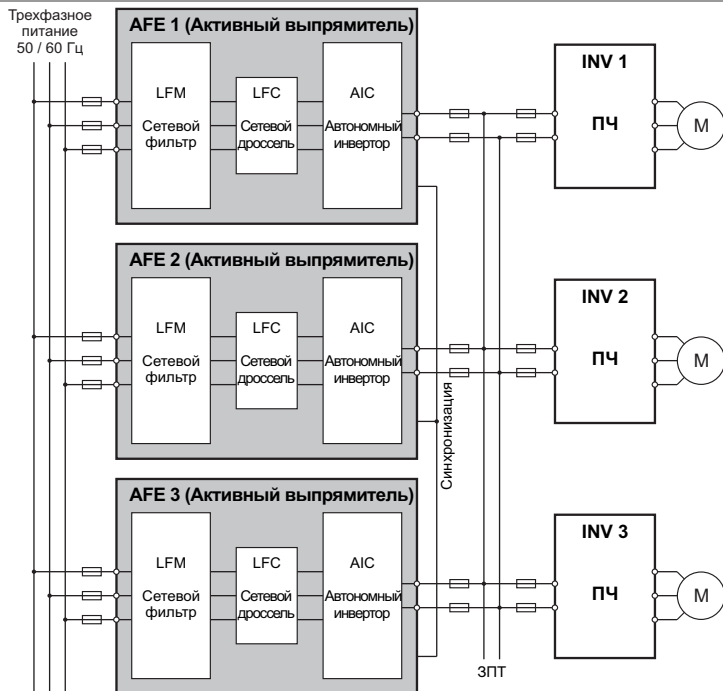 Трехфазное
питание
50 / 60 Гц
AFE 1 (Активный выпрямитель)
LFM
Сетевой
фильтр
LFC
Сетевой
дроссель
AIC
Автономный
инвертор
INV 1
ПЧ
M
AFE 2 (Активный выпрямитель)
LFM
Сетевой
фильтр
LFC
Сетевой
дроссель
AIC
Автономный
инвертор
Синхронизация
INV 2
ПЧ
M
AFE 3 (Активный выпрямитель)
LFM
Сетевой
фильтр
LFC
Сетевой
дроссель
AIC
Автономный
инвертор
ЗПТ
INV 3
ПЧ
M